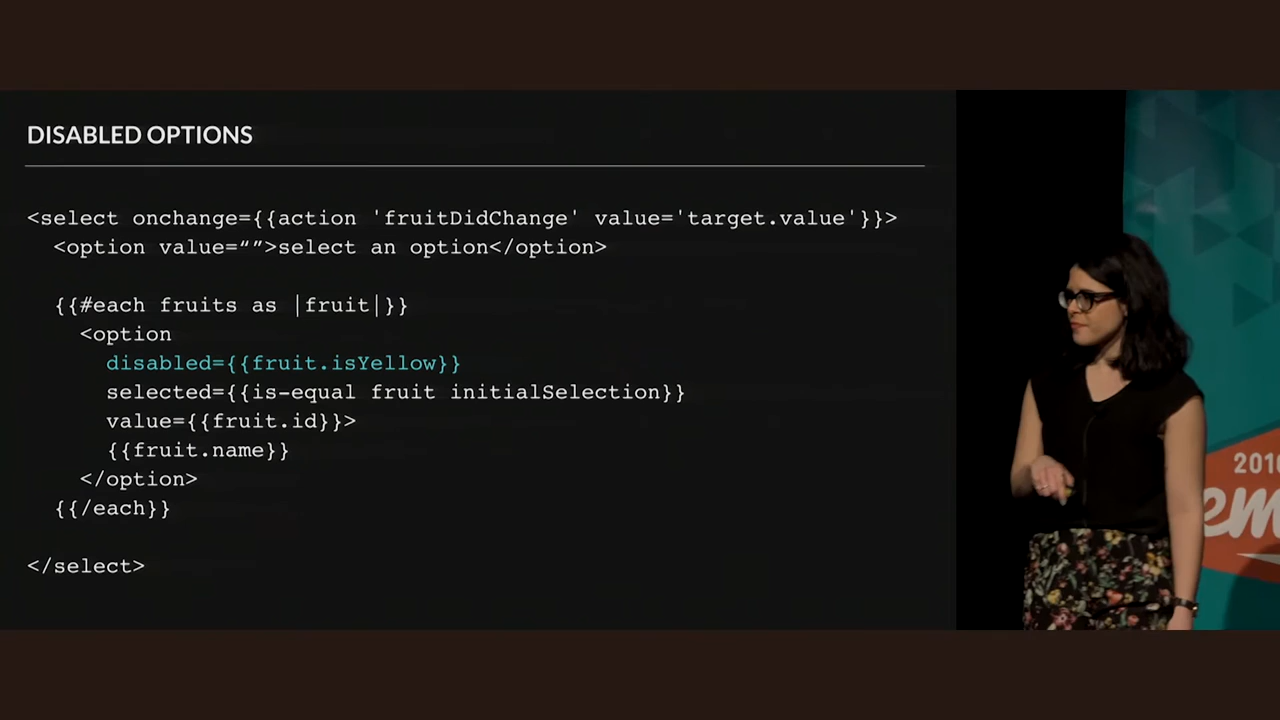 DISABLED OPTIONS
<select onchange={{action 'fruitDidChange' value='target.value'}}>
<option value=“”>select an option</option>
{{#each fruits as |fruit|}}
<option
disabled={{fruit.isYellow}}
selected={{is-equal fruit initialSelection}}
value={{fruit.id}}>
{{fruit.name}}
</option>
{{/each}}
</select>
2016
em